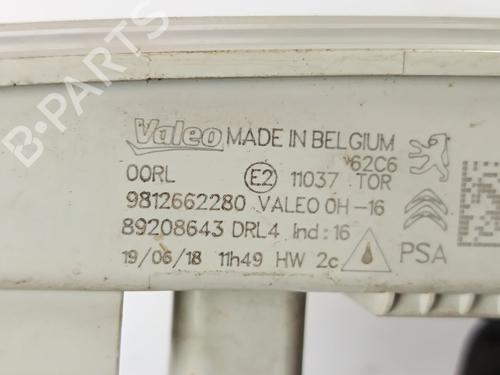 Valeo MADE IN BELGIUM
62C6
00RL E2 11037 TOR
9812662280 VALEO 0H-16
89208643 DRL4 Ind:16
19/06/18 11h49 HW 2c PSA
B-PARTS